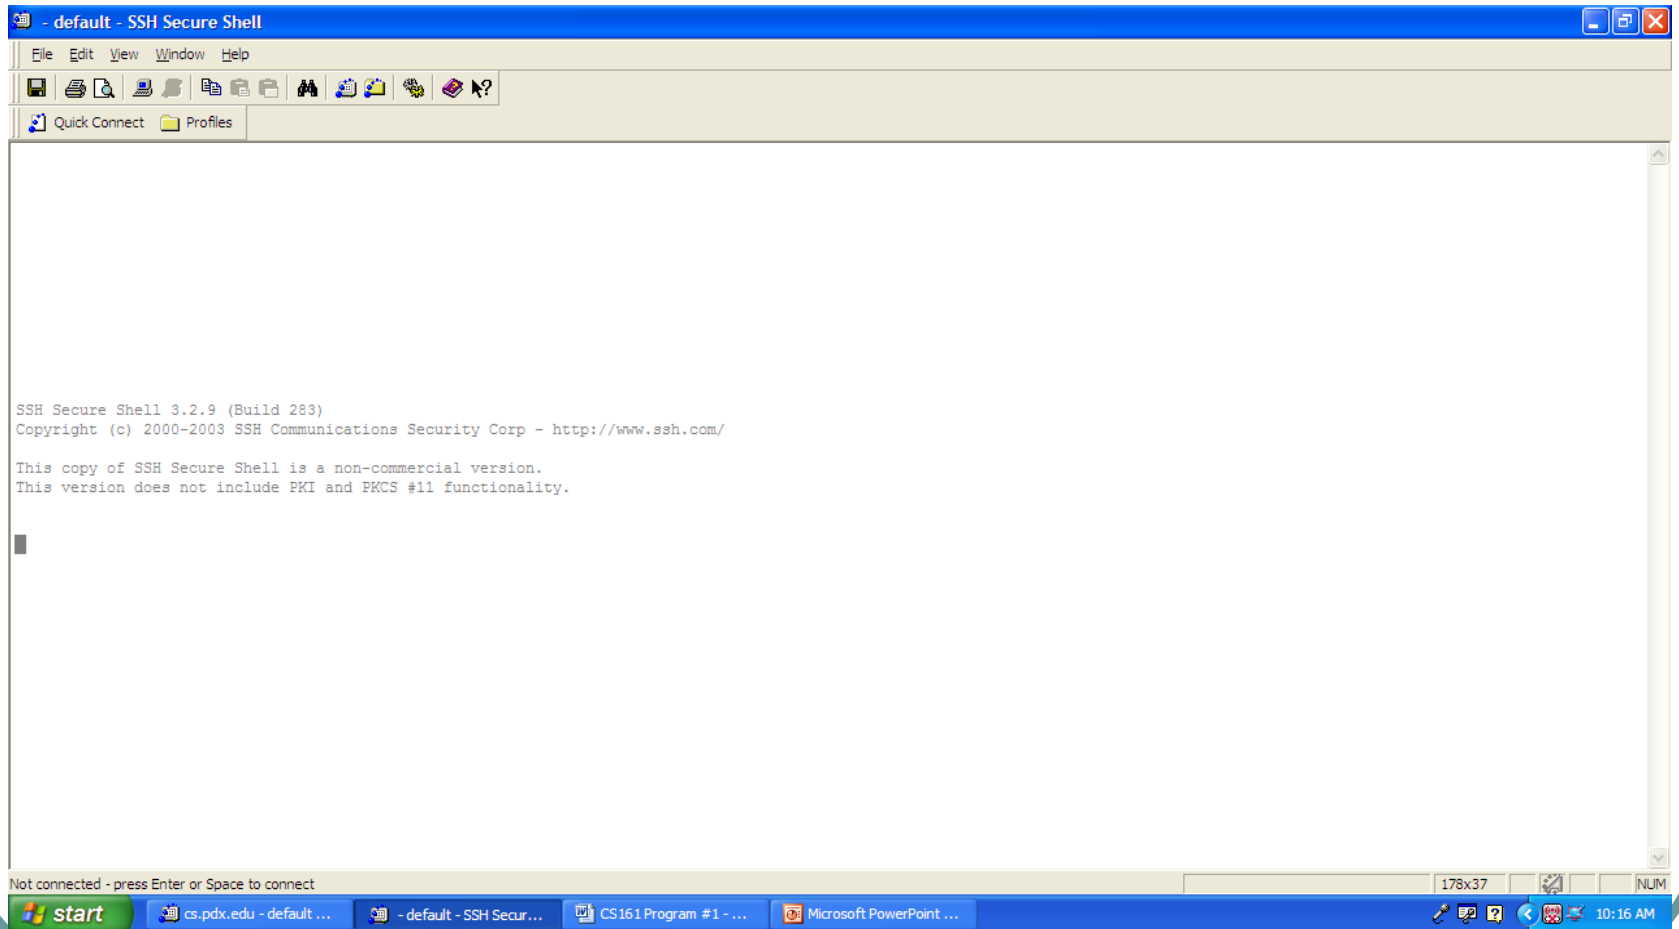 - default - SSH Secure Shell
File Edit View Window Help
Quick Connect Profiles
SSH Secure Shell 3.2.9 (Build 283)
Copyright (c) 2000-2003 SSH Communications Security Corp - http://www.ssh.com/
This copy of SSH Secure Shell is a non-commercial version.
This version does not include PKI and PKCS #11 functionality.
Not connected - press Enter or Space to connect
178x37
NUM
start
cs.pdx.edu - default ...
- default - SSH Secur...
CS161 Program #1 - ...
Microsoft PowerPoint ...
10:16 AM